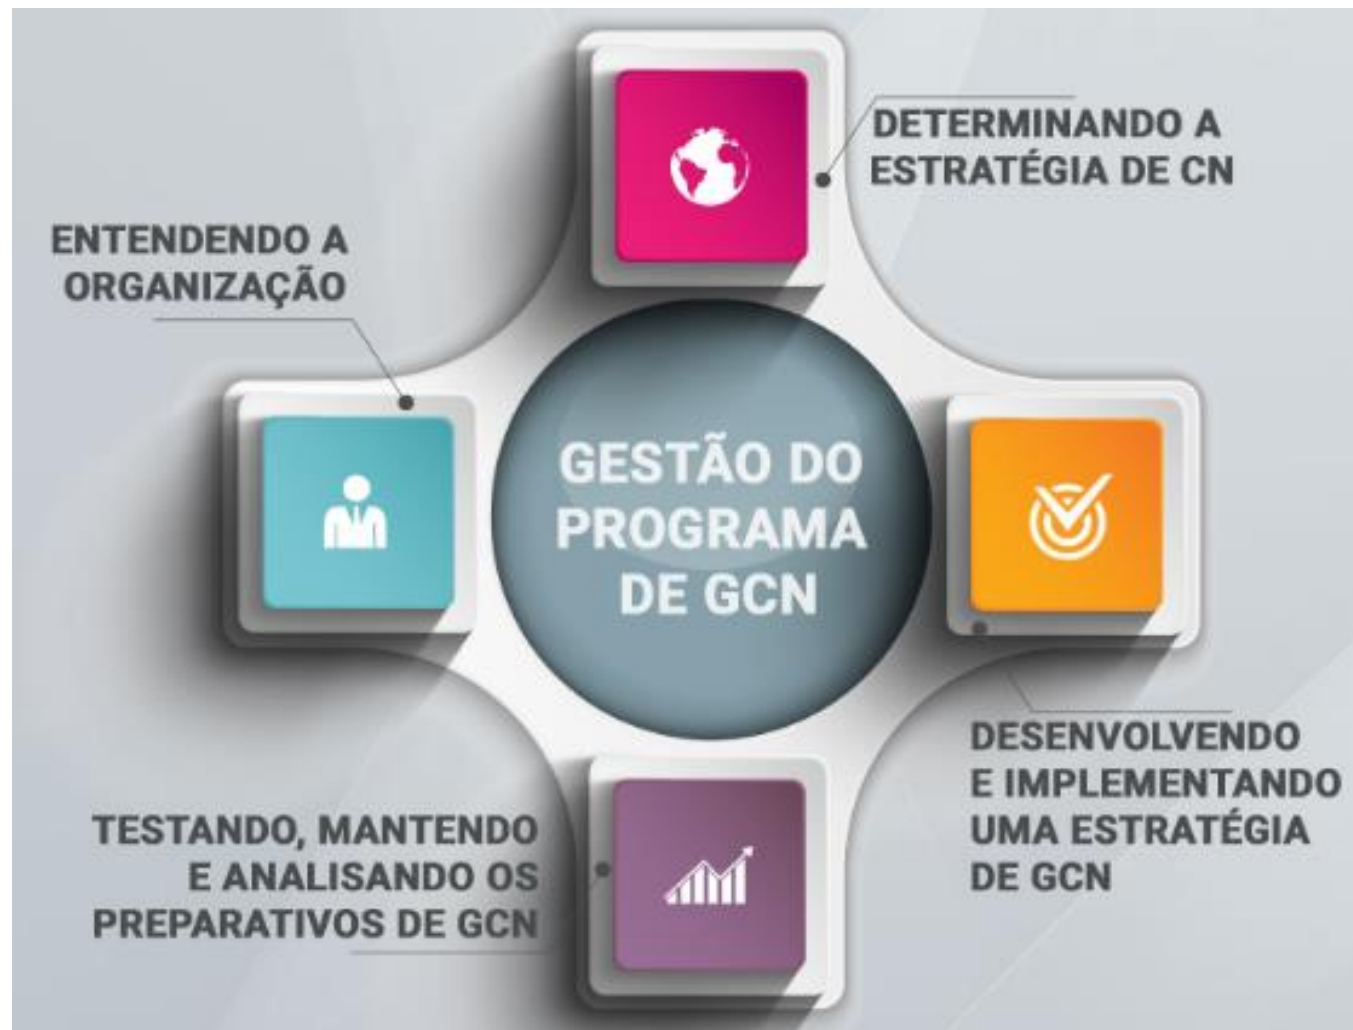 DETERMINANDO A
ESTRATÉGIA DE CN
ENTENDENDO A
ORGANIZAÇÃO
GESTÃO DO
PROGRAMA
DE GCN
DESENVOLVENDO
E IMPLEMENTANDO
UMA ESTRATÉGIA
DE GCN
TESTANDO, MANTENDO
E ANALISANDO OS
PREPARATIVOS DE GCN